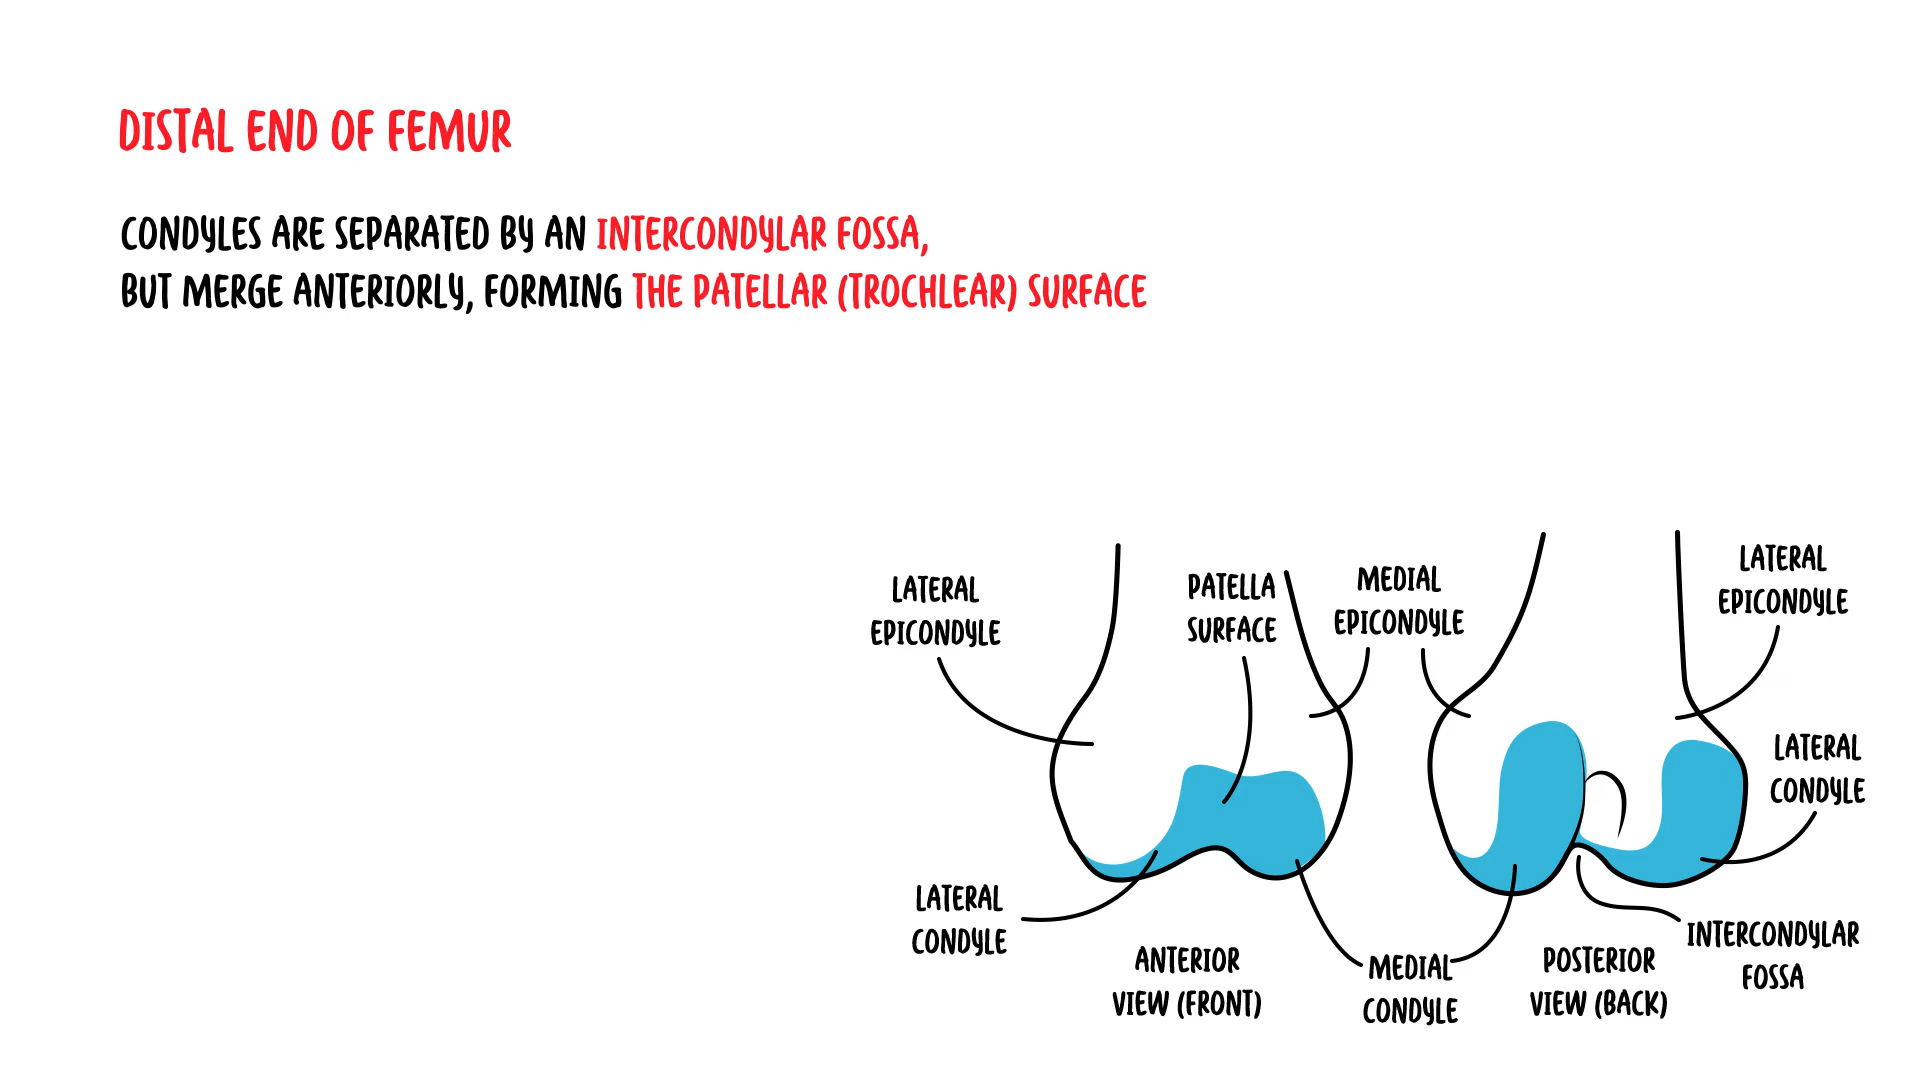 DISTAL END OF FEMUR
CONDYLES ARE SEPARATED BY AN INTERCONDYLAR FOSSA,
BUT MERGE ANTERIORLY, FORMING THE PATELLAR (TROCHLEAR) SURFACE
LATERAL
EPICONDYLE
PATELLA
SURFACE
MEDIAL
EPICONDYLE
LATERAL
EPICONDYLE
LATERAL
CONDYLE
LATERAL
CONDYLE
ANTERIOR
VIEW (FRONT)
MEDIAL
CONDYLE
POSTERIOR
VIEW (BACK)
INTERCONDYLAR
FOSSA